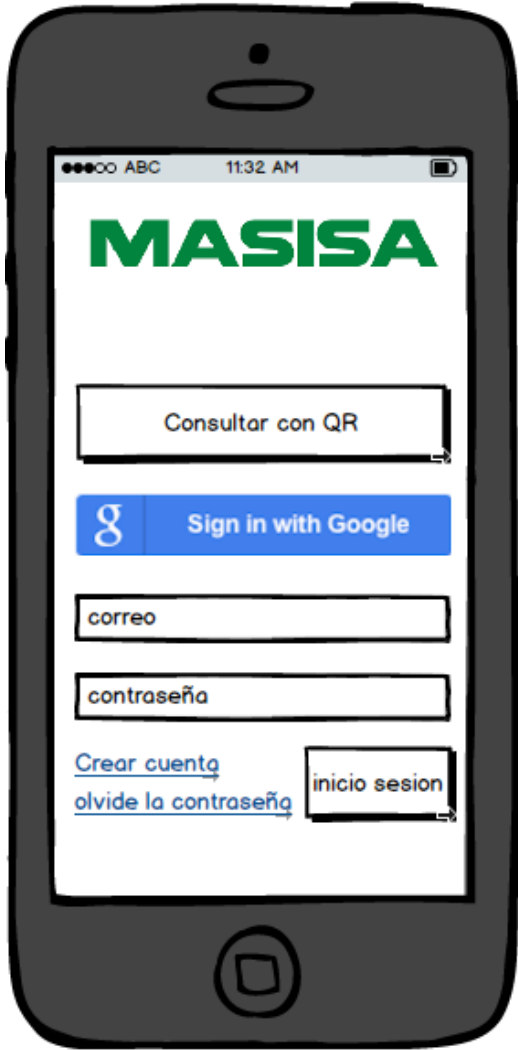 ABC 11:32 AM
MASISA
Consultar con QR
g Sign in with Google
correo
contraseña
Crear cuenta
olvide la contraseña
inicio sesion